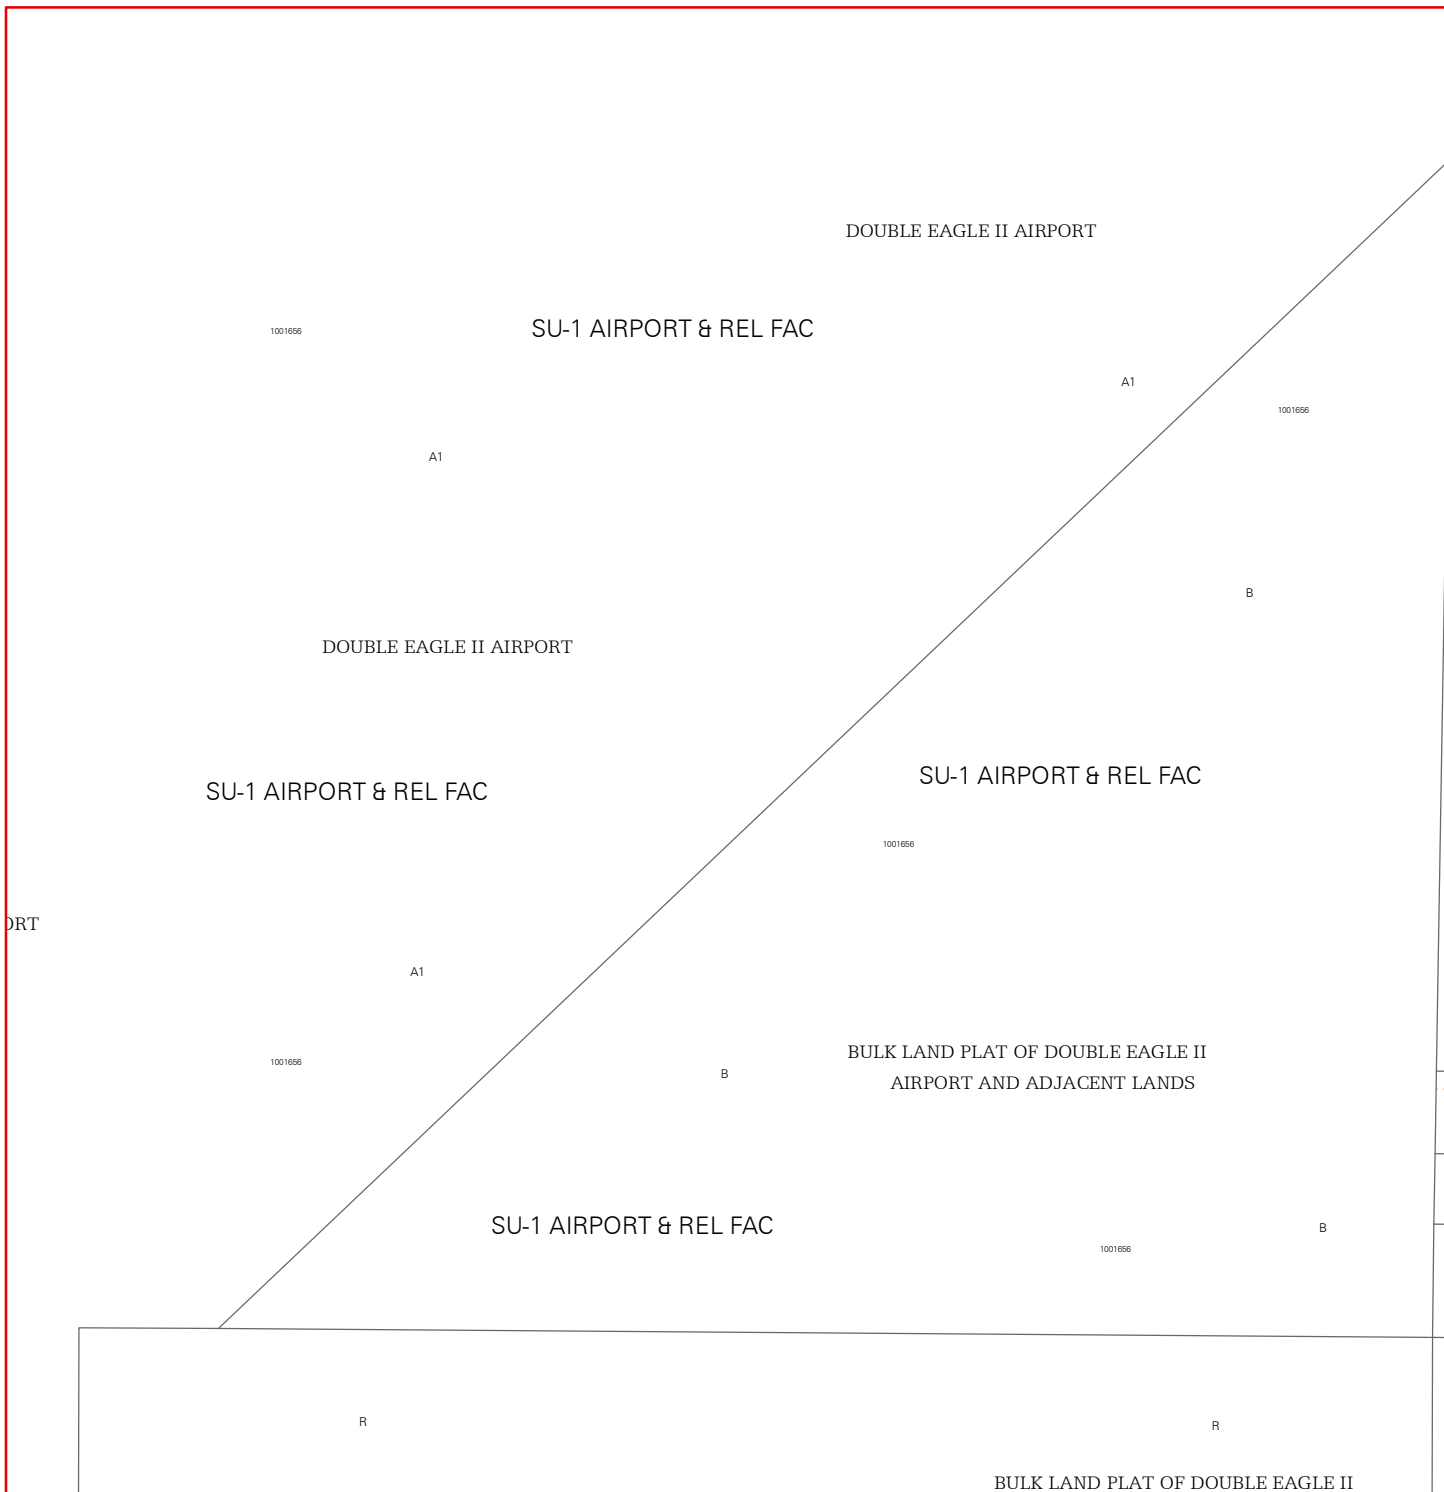 DOUBLE EAGLE II AIRPORT
1001656
SU-1 AIRPORT & REL FAC
A1
1001656
A1
B
DOUBLE EAGLE II AIRPORT
SU-1 AIRPORT & REL FAC
SU-1 AIRPORT & REL FAC
1001656
ORT
A1
BULK LAND PLAT OF DOUBLE EAGLE II
AIRPORT AND ADJACENT LANDS
1001656
B
SU-1 AIRPORT & REL FAC
B
1001656
R
R
BULK LAND PLAT OF DOUBLE EAGLE II